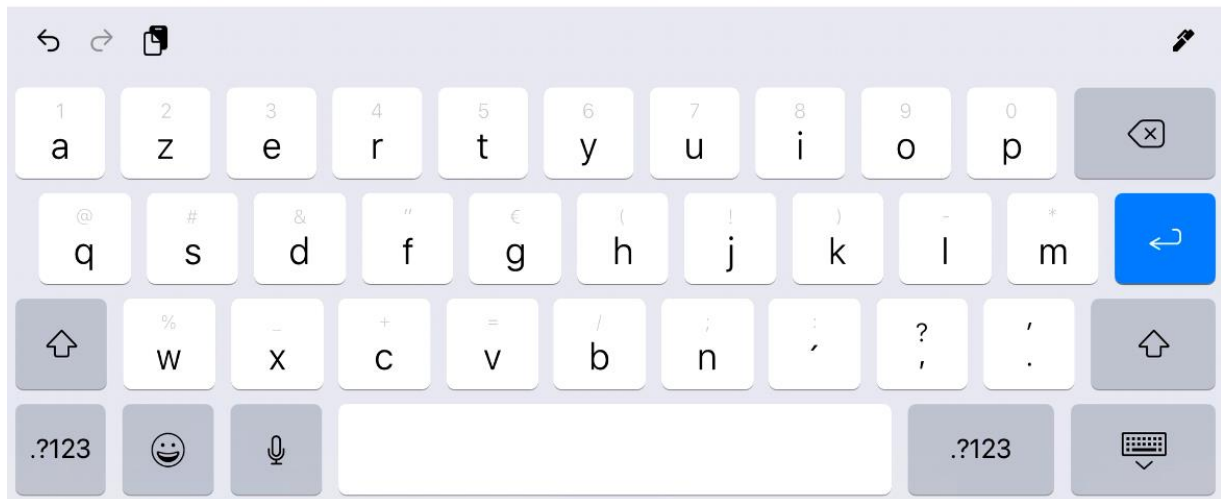 1 2 3 4 5 6 7 8 9 0
a z e r t y u i o p
@ # & " € ( ! ) - *
q s d f g h j k l m
% _ + = / ; : ? '
w x c v b n ´ , .
.?123 .?123